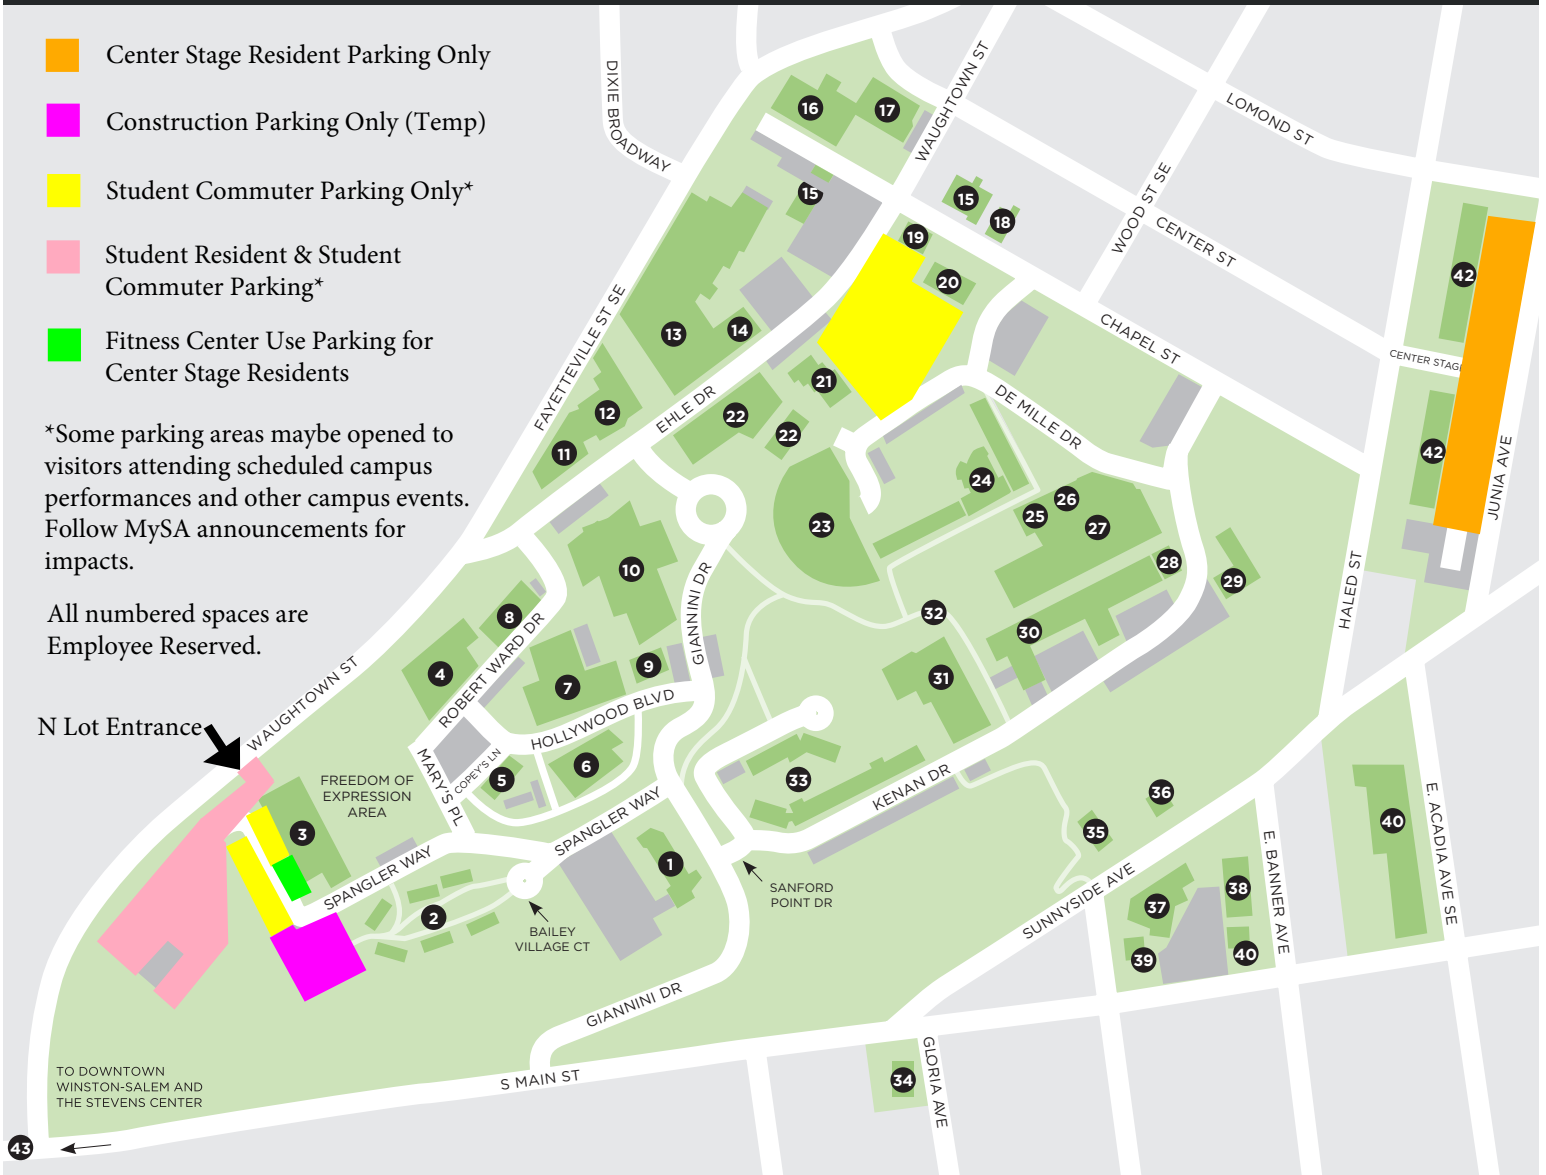 Center Stage Resident Parking Only
Construction Parking Only (Temp)
Student Commuter Parking Only*
Student Resident & Student
Commuter Parking*
Fitness Center Use Parking for
Center Stage Residents
*Some parking areas maybe opened to
visitors attending scheduled campus
performances and other campus events.
Follow MySA announcements for
impacts.
All numbered spaces are
Employee Reserved.
N Lot Entrance
DIXIE BROADWAY
WAUGHTOWN ST
LOMOND ST
WOOD ST SE
CENTER ST
CHAPEL ST
CENTER STAGE
JUNIA AVE
HALED ST
FAYETTEVILLE ST SE
EHLE DR
DE MILLE DR
GIANNINI DR
ROBERT WARD DR
HOLLYWOOD BLVD
WAUGHTOWN ST
MARY'S PL
COPEY'S LN
FREEDOM OF
EXPRESSION
AREA
SPANGLER WAY
SPANGLER WAY
KENAN DR
SANFORD
POINT DR
BAILEY
VILLAGE CT
SUNNYSIDE AVE
E. BANNER AVE
E. ACADIA AVE SE
GIANNINI DR
S MAIN ST
GLORIA AVE
TO DOWNTOWN
WINSTON-SALEM AND
THE STEVENS CENTER
16
17
15
15
18
19
20
42
13
14
21
12
22
22
11
42
24
26
25
27
23
10
28
29
8
32
30
4
9
7
31
6
5
33
36
35
3
40
1
38
37
2
39
40
34
43